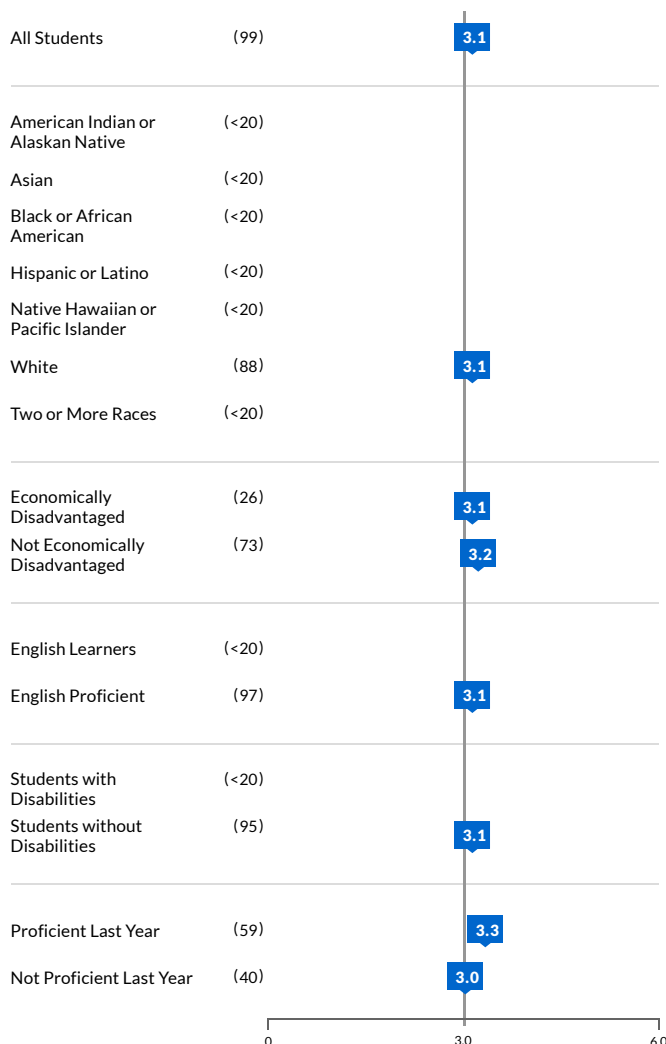 All Students (99) 3.1
American Indian or
Alaskan Native (<20)
Asian (<20)
Black or African
American (<20)
Hispanic or Latino (<20)
Native Hawaiian or
Pacific Islander (<20)
White (88) 3.1
Two or More Races (<20)
Economically
Disadvantaged (26) 3.1
Not Economically
Disadvantaged (73) 3.2
English Learners (<20)
English Proficient (97) 3.1
Students with
Disabilities (<20)
Students without
Disabilities (95) 3.1
Proficient Last Year (59) 3.3
Not Proficient Last Year (40) 3.0
0 3.0 6.0